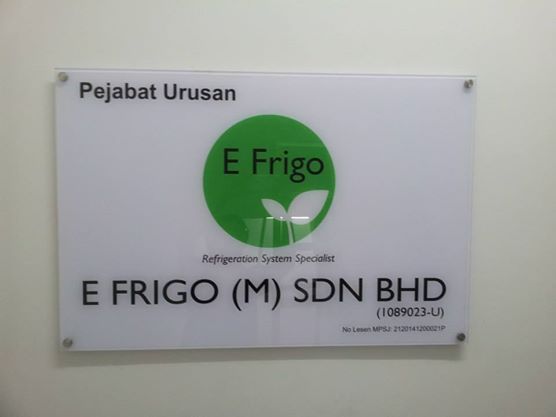 Pejabat Urusan
E Frigo
Refrigeration System Specialist
E FRIGO (M) SDN BHD
(1089023-U)
No Lesen MPSJ: 2120141200021P